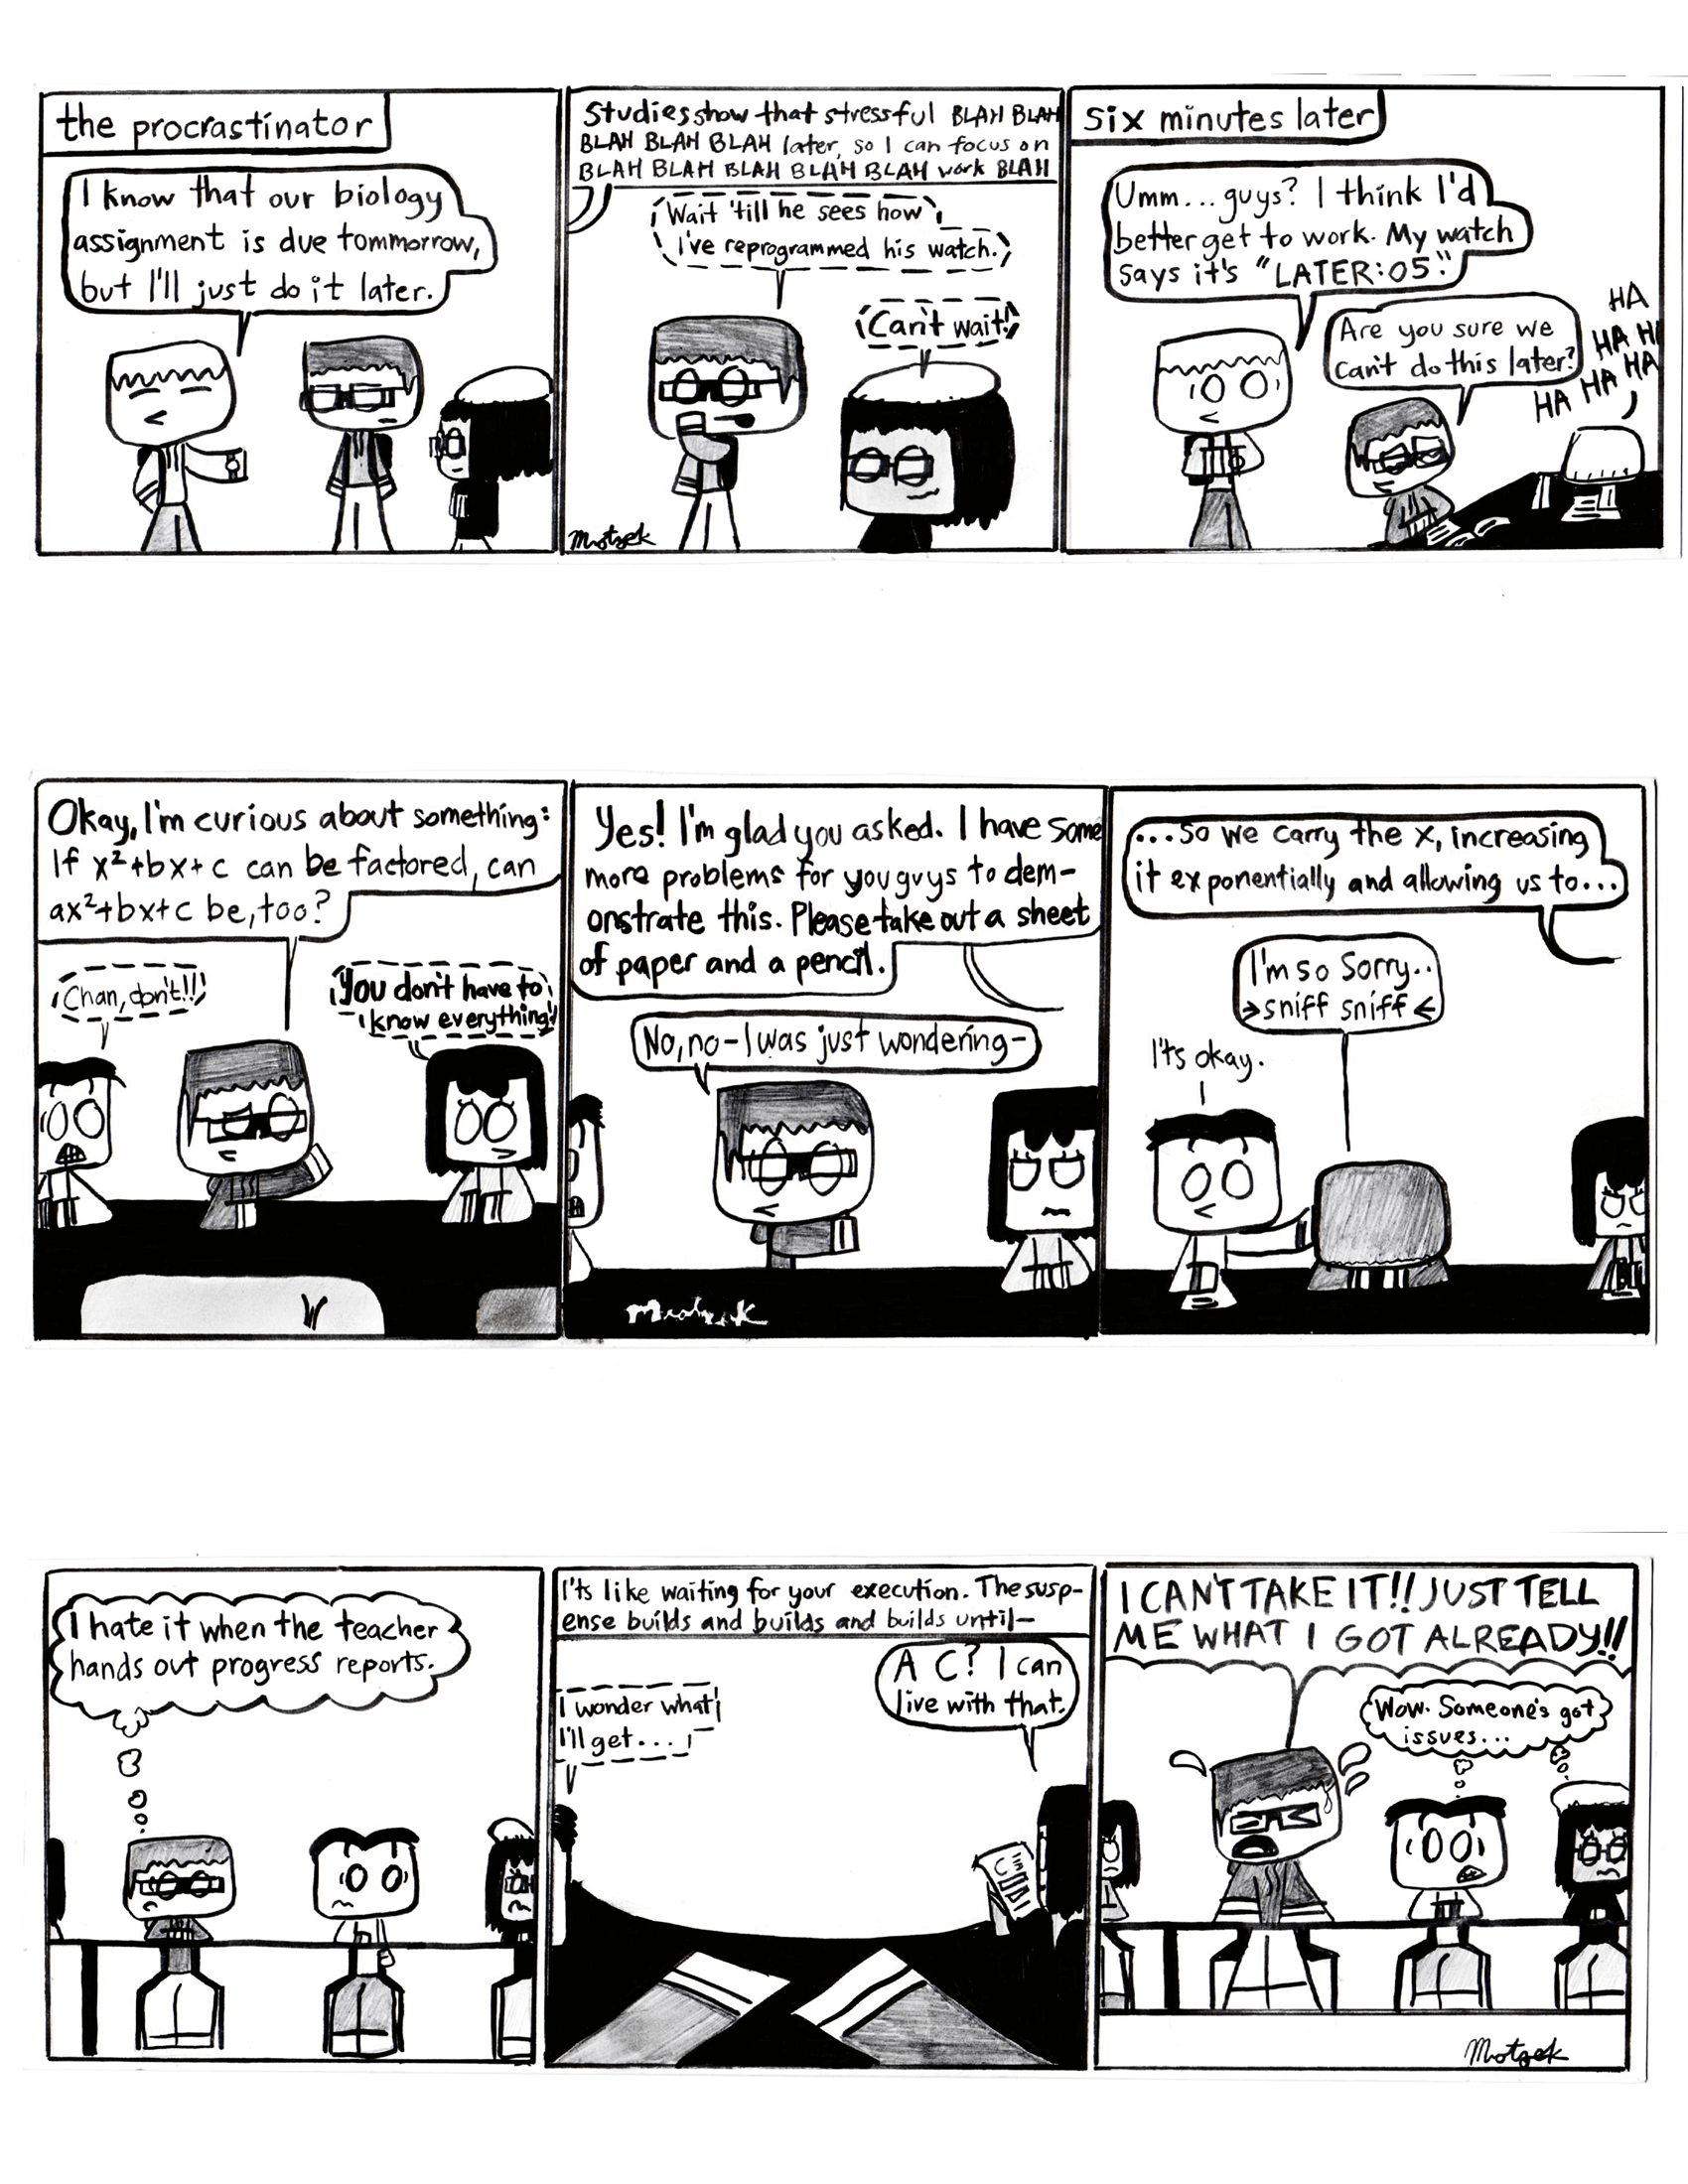 the procrastinator
I know that our biology
assignment is due tommorrow,
but I'll just do it later.
Studies show that stressful BLAH BLAH
BLAH BLAH BLAH later, so I can focus on
BLAH BLAH BLAH BLAH BLAH work BLAH
Wait 'till he sees how
I've reprogrammed his watch.
Can't wait!
Motzek
six minutes later
Umm... guys? I think I'd
better get to work. My watch
says it's "LATER:05".
Are you sure we
can't do this later?
HA
HA H
HA HA
HA HA
Okay, I'm curious about something:
If x²+bx+c can be factored, can
ax²+bx+c be, too?
Chan, don't!!
You don't have to
know everything!
Yes! I'm glad you asked. I have some
more problems for you guys to dem-
onstrate this. Please take out a sheet
of paper and a pencil.
No, no - I was just wondering-
Motzek
...so we carry the x, increasing
it exponentially and allowing us to...
I'm so sorry..
>sniff sniff<
It's okay.
I hate it when the teacher
hands out progress reports.
I'ts like waiting for your execution. The susp-
ense builds and builds and builds until-
I wonder what
I'll get...
A C? I can
live with that.
C
I CAN'T TAKE IT!! JUST TELL
ME WHAT I GOT ALREADY!!
Wow. Someone's got
issues...
Motzek